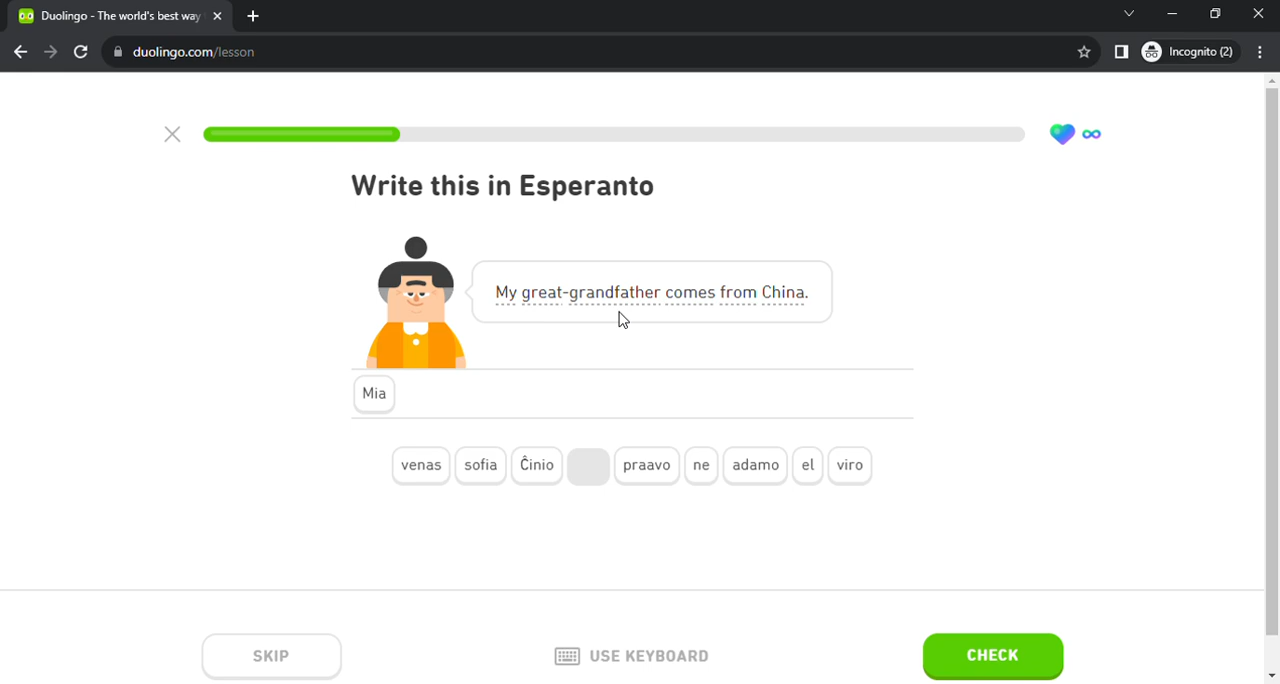 Duolingo - The world's best way
duolingo.com/lesson
Incognito (2)
Write this in Esperanto
My great-grandfather comes from China.
Mia
venas sofia Ĉinio praavo ne adamo el viro
SKIP USE KEYBOARD CHECK